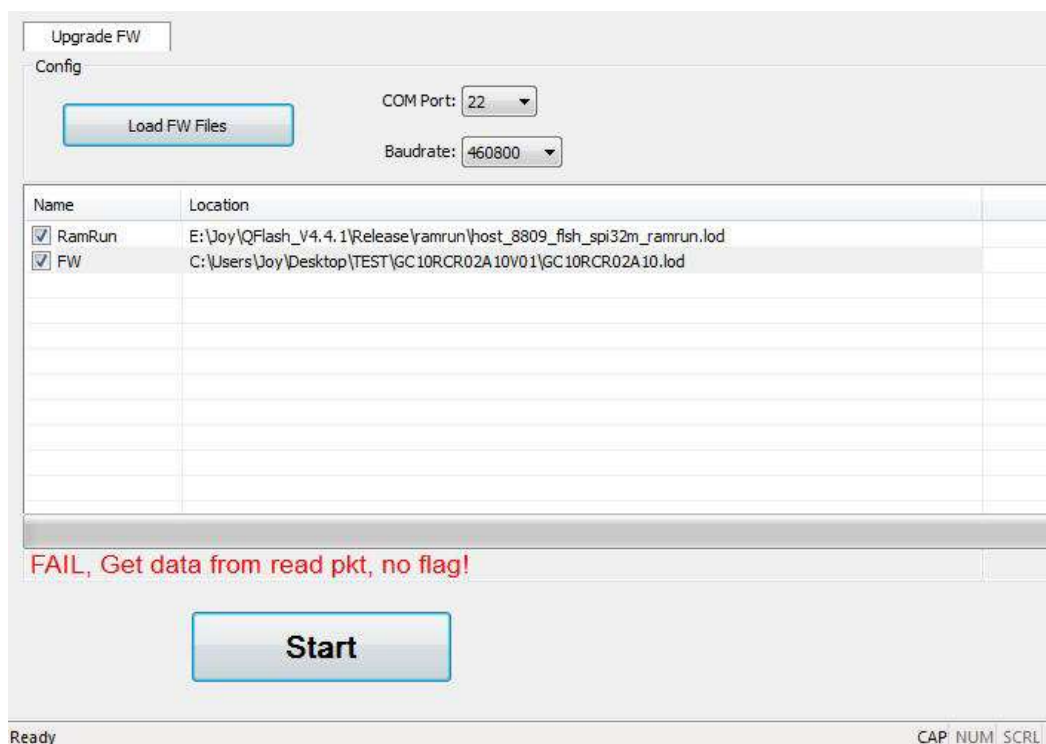 Upgrade FW
Config
Load FW Files
COM Port: 22
Baudrate: 460800
Name Location
RamRun E:\Joy\QFlash_V4.4.1\Release\ramrun\host_8809_flsh_spi32m_ramrun.lod
FW C:\Users\Joy\Desktop\TEST\GC10RCR02A10V01\GC10RCR02A10.lod
FAIL, Get data from read pkt, no flag!
Start
Ready CAP NUM SCRL